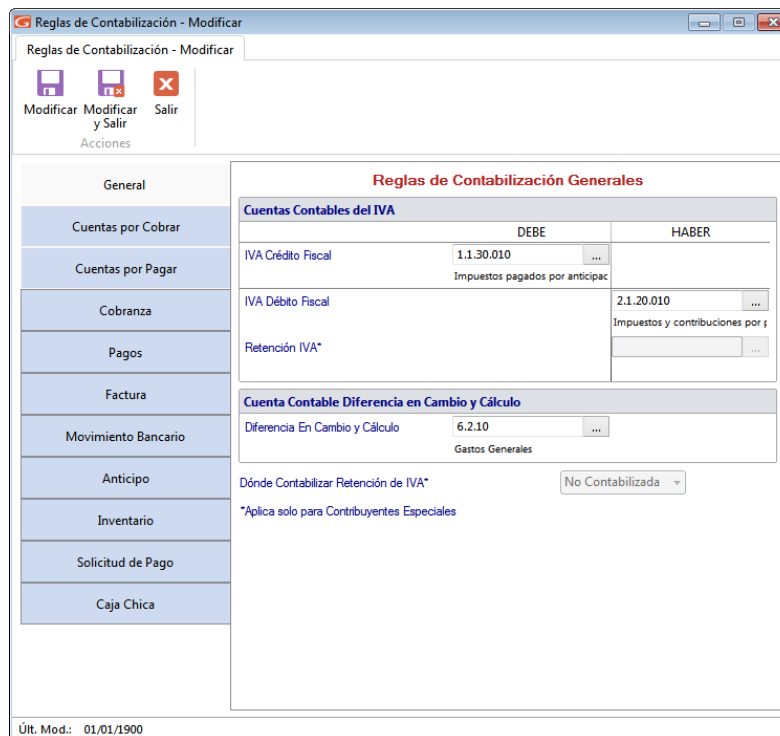 Reglas de Contabilización - Modificar
Reglas de Contabilización - Modificar
Modificar Modificar y Salir Salir
Acciones
General
Cuentas por Cobrar
Cuentas por Pagar
Cobranza
Pagos
Factura
Movimiento Bancario
Anticipo
Inventario
Solicitud de Pago
Caja Chica
Reglas de Contabilización Generales
Cuentas Contables del IVA
DEBE HABER
IVA Crédito Fiscal 1.1.30.010 ...
Impuestos pagados por anticipac
IVA Débito Fiscal 2.1.20.010 ...
Impuestos y contribuciones por p
Retención IVA* ...
Cuenta Contable Diferencia en Cambio y Cálculo
Diferencia En Cambio y Cálculo 6.2.10 ...
Gastos Generales
Dónde Contabilizar Retención de IVA* No Contabilizada
*Aplica solo para Contribuyentes Especiales
Últ. Mod.: 01/01/1900